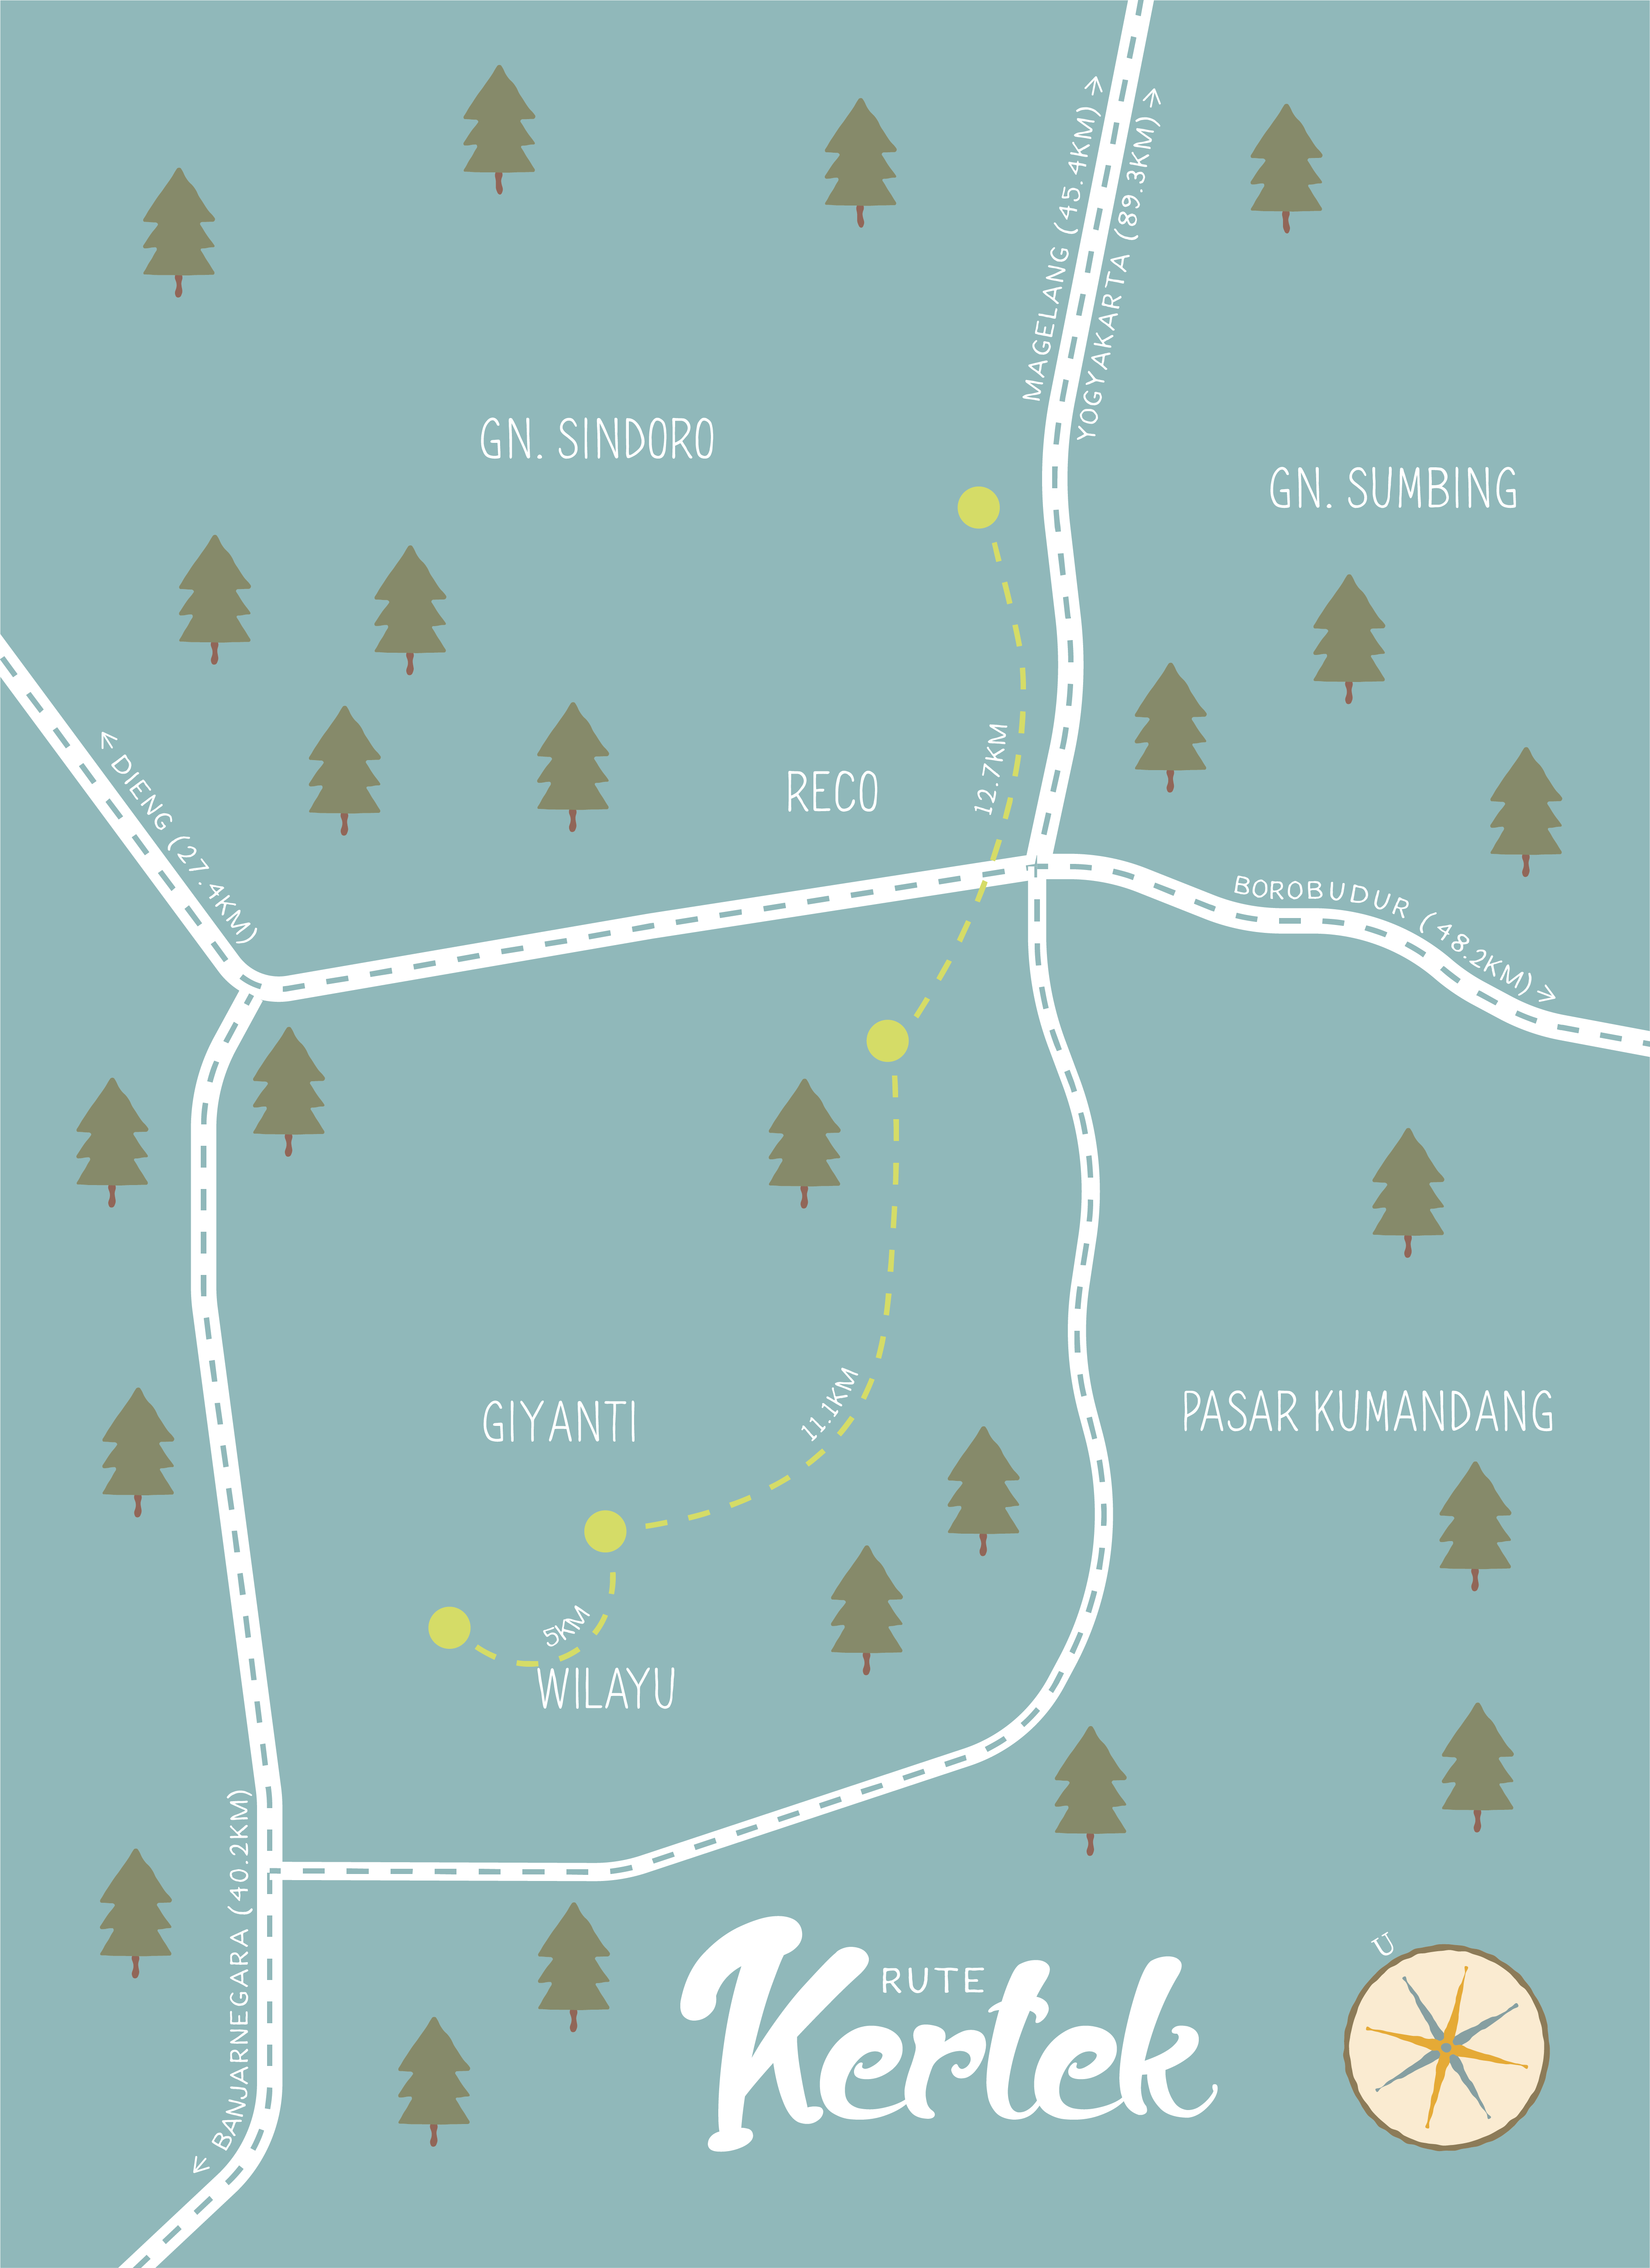 MAGELANG (45.4KM)
YOGYAKARTA (89.3KM)
GN. SINDORO
GN. SUMBING
12.7KM
RECO
DIENG (27.4KM)
BOROBUDUR (48.2KM)
11.1KM
GIYANTI
PASAR KUMANDANG
5KM
WILAYU
BANJARNEGARA (40.2KM)
RUTE
Kertek
U